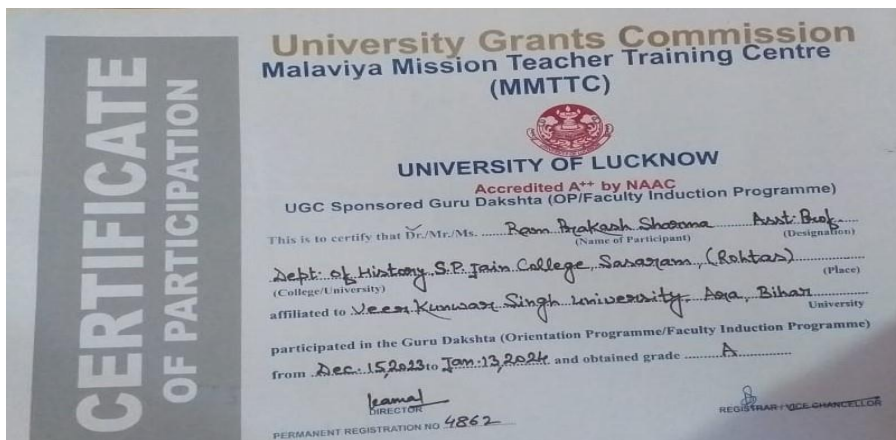 CERTIFICATE
OF PARTICIPATION
University Grants Commission
Malaviya Mission Teacher Training Centre
(MMTTC)
UNIVERSITY OF LUCKNOW
Accredited A++ by NAAC
UGC Sponsored Guru Dakshta (OP/Faculty Induction Programme)
This is to certify that Dr./Mr./Ms. ...... Ram Prakash Sharma Asst. Prof.
(Name of Participant) (Designation)
Dept. of History S.P. Jain College, Sasaram, (Rohtas)
(College/University) (Place)
affiliated to Veer Kunwar Singh University, Ara, Bihar
University
participated in the Guru Dakshta (Orientation Programme/Faculty Induction Programme)
from Dec. 15, 2023 to Jan. 13, 2024 and obtained grade ...... A ......
Kamal
DIRECTOR
REGISTRAR / VICE CHANCELLOR
PERMANENT REGISTRATION NO 4862